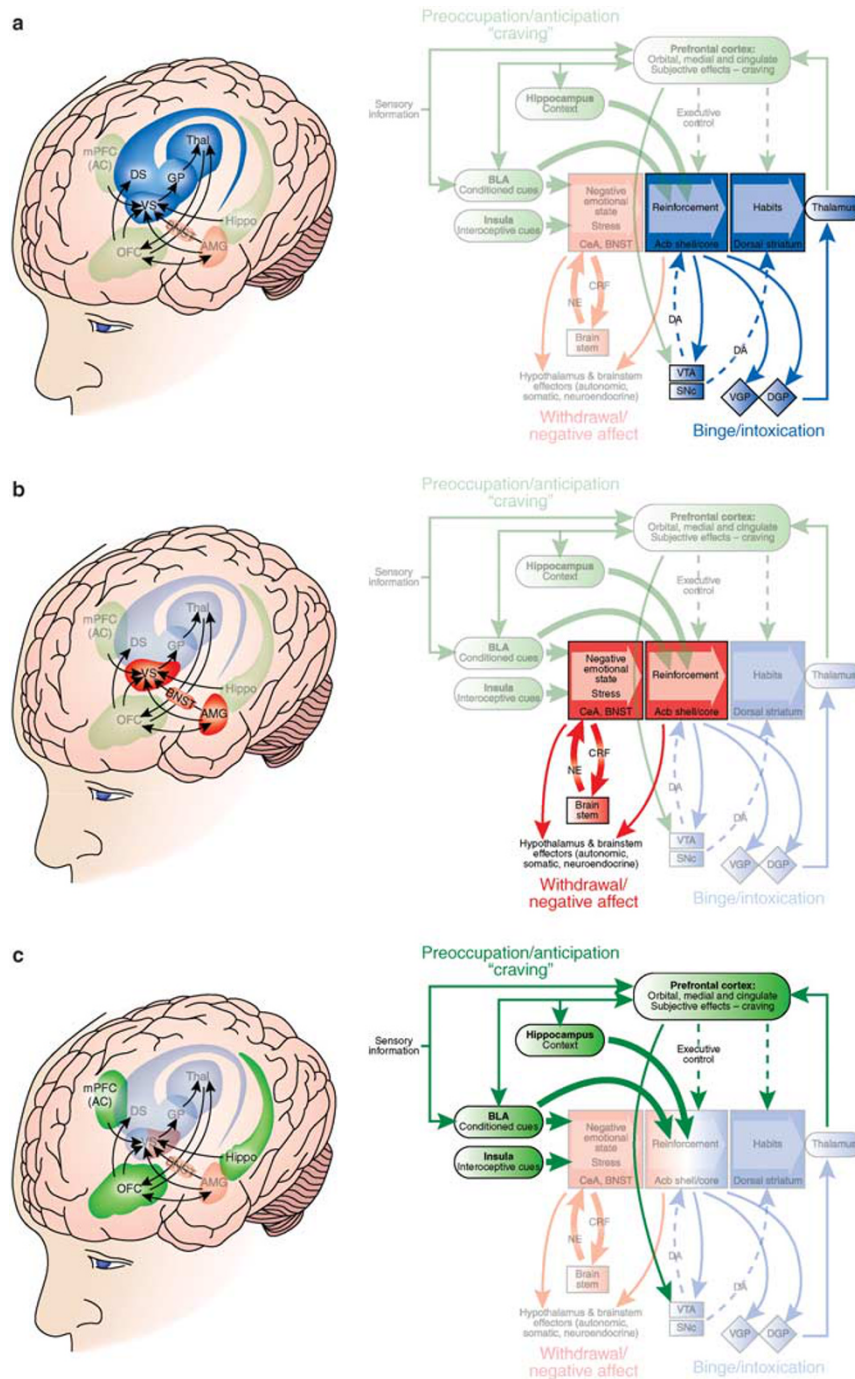 a
Preoccupation/anticipation
“craving”
Prefrontal cortex:
Orbital, medial and cingulate
Subjective effects – craving
Sensory
information
Hippocampus
Context
Executive
control
BLA
Conditioned cues
Insula
Interoceptive cues
Negative
emotional
state
Stress
CeA, BNST
Reinforcement
Acb shell/core
Habits
Dorsal striatum
Thalamus
NE
CRF
Brain
stem
Hypothalamus & brainstem
effectors (autonomic,
somatic, neuroendocrine)
Withdrawal/
negative affect
DA
DA
VTA
SNc
VGP
DGP
Binge/intoxication
mPFC
(AC)
DS
Thal
GP
VS
BNST
Hippo
OFC
AMG
b
Preoccupation/anticipation
“craving”
Prefrontal cortex:
Orbital, medial and cingulate
Subjective effects – craving
Sensory
information
Hippocampus
Context
Executive
control
BLA
Conditioned cues
Insula
Interoceptive cues
Negative
emotional
state
Stress
CeA, BNST
Reinforcement
Acb shell/core
Habits
Dorsal striatum
Thalamus
NE
CRF
Brain
stem
Hypothalamus & brainstem
effectors (autonomic,
somatic, neuroendocrine)
Withdrawal/
negative affect
DA
DA
VTA
SNc
VGP
DGP
Binge/intoxication
mPFC
(AC)
DS
Thal
GP
VS
BNST
Hippo
OFC
AMG
c
Preoccupation/anticipation
“craving”
Prefrontal cortex:
Orbital, medial and cingulate
Subjective effects – craving
Sensory
information
Hippocampus
Context
Executive
control
BLA
Conditioned cues
Insula
Interoceptive cues
Negative
emotional
state
Stress
CeA, BNST
Reinforcement
Acb shell/core
Habits
Dorsal striatum
Thalamus
NE
CRF
Brain
stem
Hypothalamus & brainstem
effectors (autonomic,
somatic, neuroendocrine)
Withdrawal/
negative affect
DA
DA
VTA
SNc
VGP
DGP
Binge/intoxication
mPFC
(AC)
DS
Thal
GP
VS
BNST
Hippo
OFC
AMG